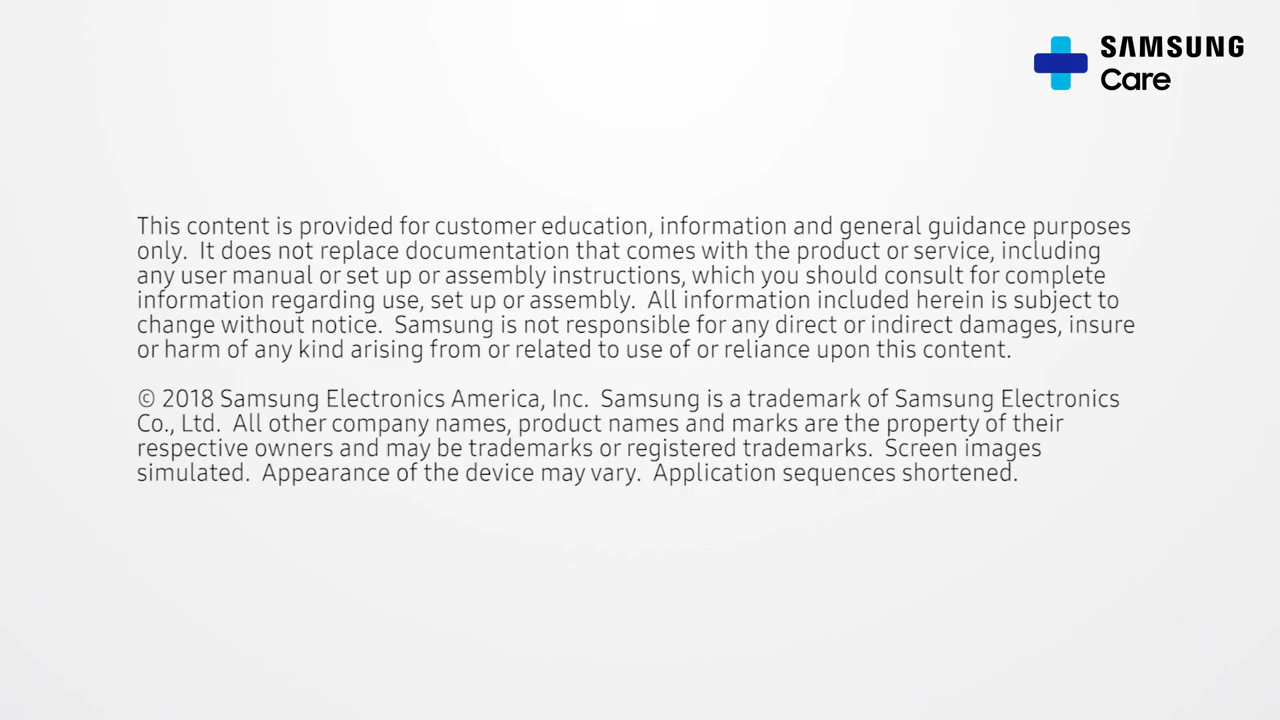 SAMSUNG
Care
This content is provided for customer education, information and general guidance purposes
only. It does not replace documentation that comes with the product or service, including
any user manual or set up or assembly instructions, which you should consult for complete
information regarding use, set up or assembly. All information included herein is subject to
change without notice. Samsung is not responsible for any direct or indirect damages, insure
or harm of any kind arising from or related to use of or reliance upon this content.
© 2018 Samsung Electronics America, Inc. Samsung is a trademark of Samsung Electronics
Co., Ltd. All other company names, product names and marks are the property of their
respective owners and may be trademarks or registered trademarks. Screen images
simulated. Appearance of the device may vary. Application sequences shortened.